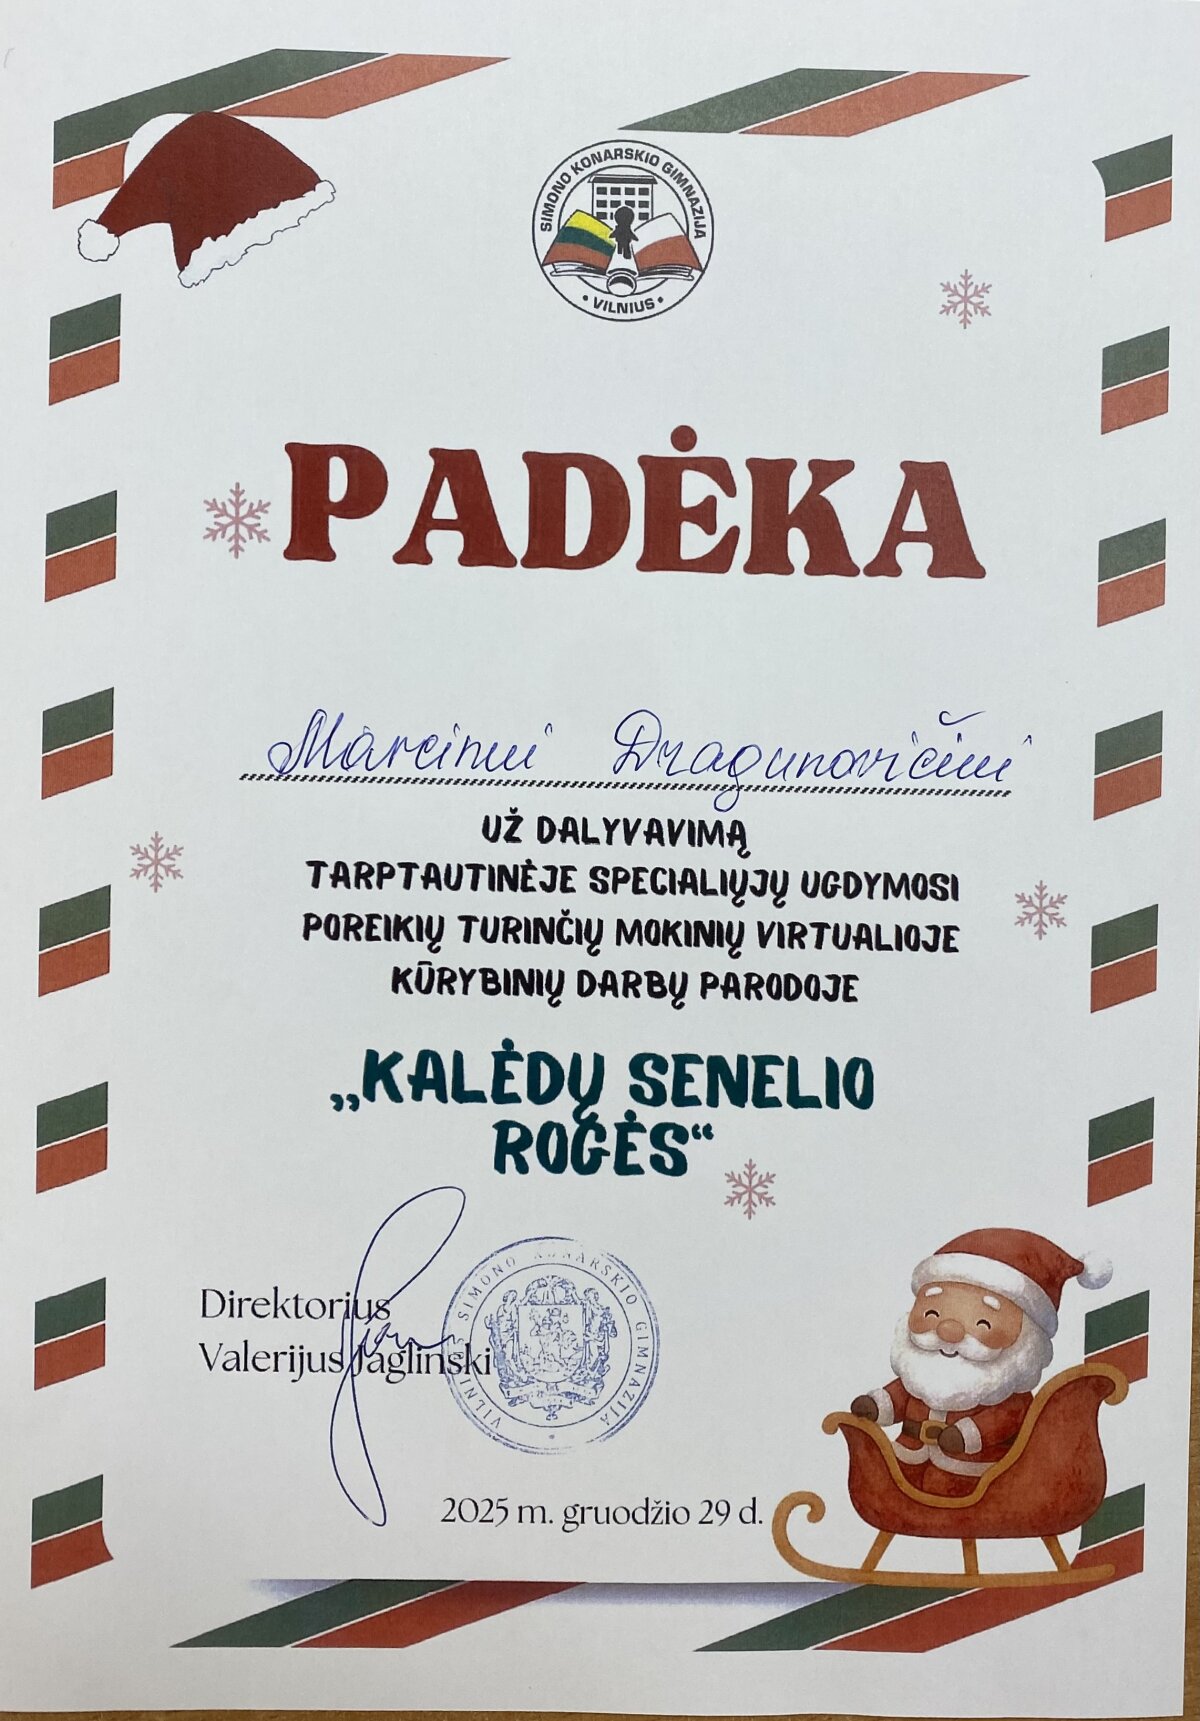 SIMONO KONARSKIO GIMNAZIJA
• VILNIUS •
PADĖKA
Marcinui Dragunovičiui
UŽ DALYVAVIMĄ
TARPTAUTINĖJE SPECIALIŲJŲ UGDYMOSI
POREIKIŲ TURINČIŲ MOKINIŲ VIRTUALIOJE
KŪRYBINIŲ DARBŲ PARODOJE
„KALĖDŲ SENELIO
ROGĖS“
Direktorius
Valerijus Jaglinski
VILNIAUS SIMONO KONARSKIO GIMNAZIJA
2025 m. gruodžio 29 d.